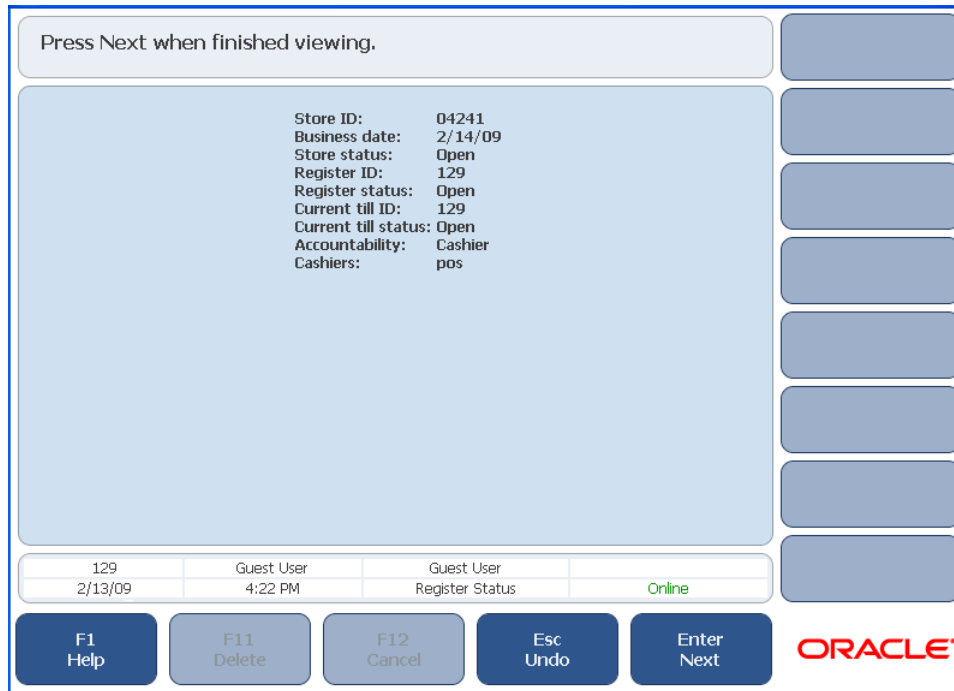 Press Next when finished viewing.
Store ID: 04241
Business date: 2/14/09
Store status: Open
Register ID: 129
Register status: Open
Current till ID: 129
Current till status: Open
Accountability: Cashier
Cashiers: pos
129 Guest User Guest User
2/13/09 4:22 PM Register Status Online
F1 F11 F12 Esc Enter
Help Delete Cancel Undo Next
ORACLE